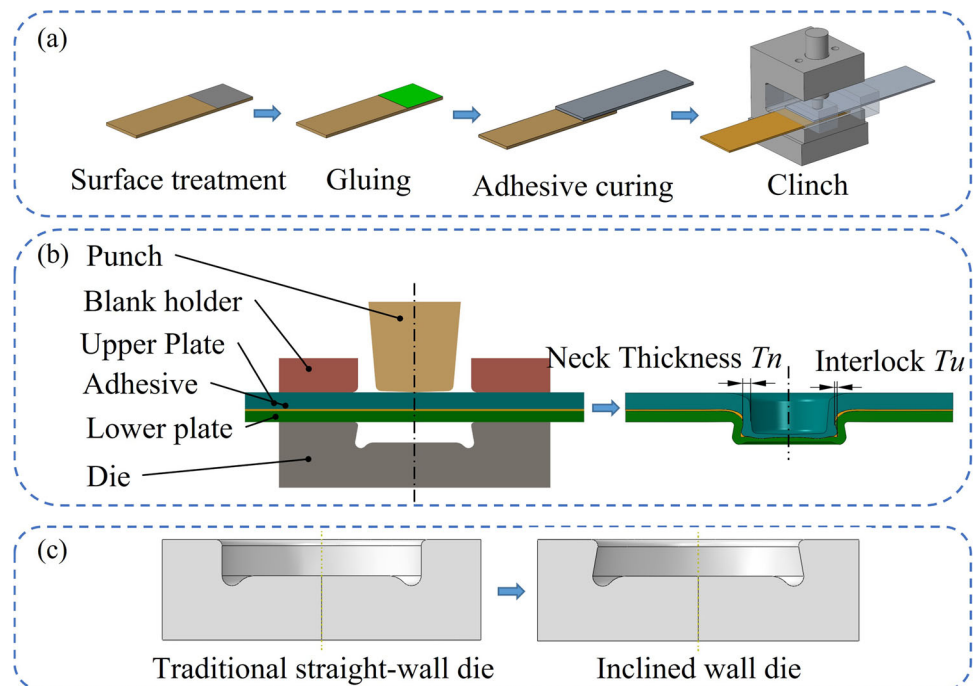 (a)
Surface treatment
Gluing
Adhesive curing
Clinch
(b)
Punch
Blank holder
Upper Plate
Adhesive
Lower plate
Die
Neck Thickness Tn
Interlock Tu
(c)
Traditional straight-wall die
Inclined wall die